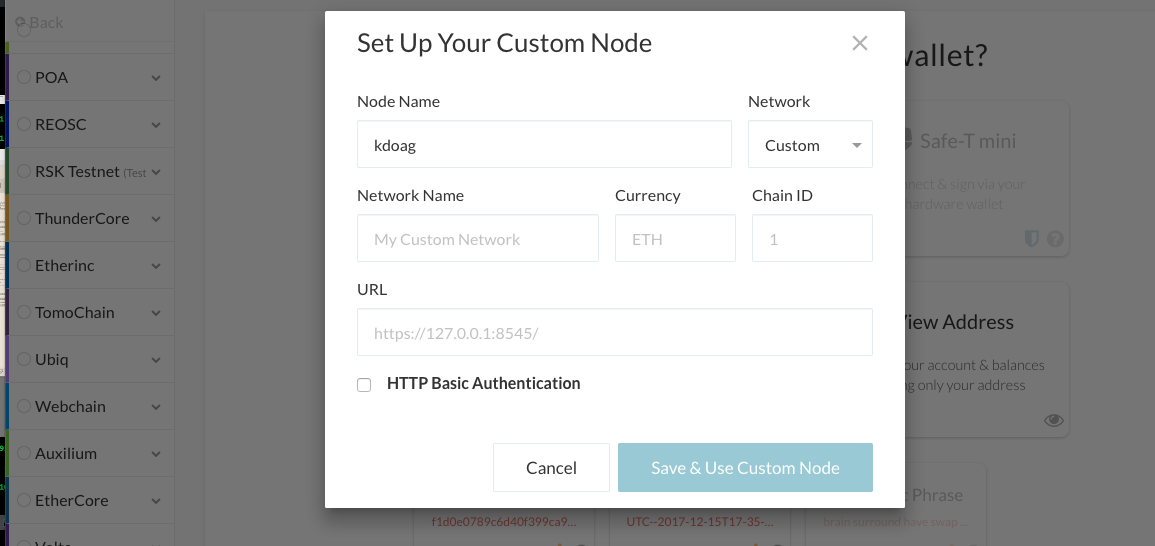 Back
POA
REOSC
RSK Testnet (Test
ThunderCore
Etherinc
TomoChain
Ubiq
Webchain
Auxilium
EtherCore
Set Up Your Custom Node
Node Name
Network
kdoag
Custom
Network Name
Currency
Chain ID
My Custom Network
ETH
1
URL
https://127.0.0.1:8545/
HTTP Basic Authentication
Cancel
Save & Use Custom Node
vallet?
Safe-T mini
nect & sign via your
hardware wallet
?
View Address
our account & balances
g only your address
Phrase
f1d0e0789c6d40f399ca9...
UTC--2017-12-15T17-35-...
brain surround have swap ...